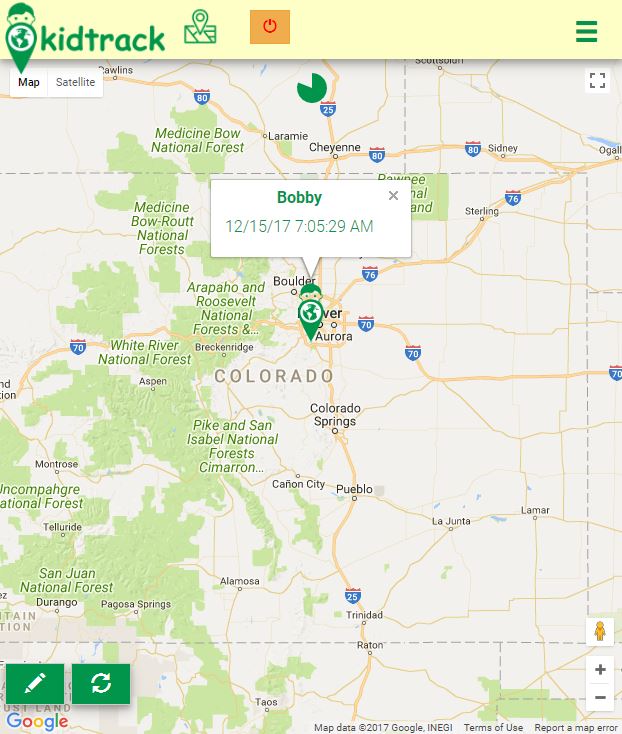 kidtrack
Map
Satellite
Rawlins
Scottsbluff
80
25
Medicine Bow
National Forest
Laramie
Cheyenne
80
80
Sidney
Ogall
Medicine
Bow-Routt
National
Forests
Pawnee
Bobby
12/15/17 7:05:29 AM
Sterling
76
76
Arapaho and
Roosevelt
National
Forests &...
Boulder
70
Aurora
70
70
White River
National Forest
Breckenridge
70
Aspen
COLORADO
Colorado
Springs
Pike and San
Isabel National
Forests
Cimarron...
Montrose
Cañon City
Pueblo
Uncompahgre
National Forest
La Junta
Lamar
Telluride
San Juan
National Forest
Durango
Pagosa Springs
Alamosa
25
Trinidad
Raton
Taos
+
−
Google
Map data ©2017 Google, INEGI
Terms of Use
Report a map error